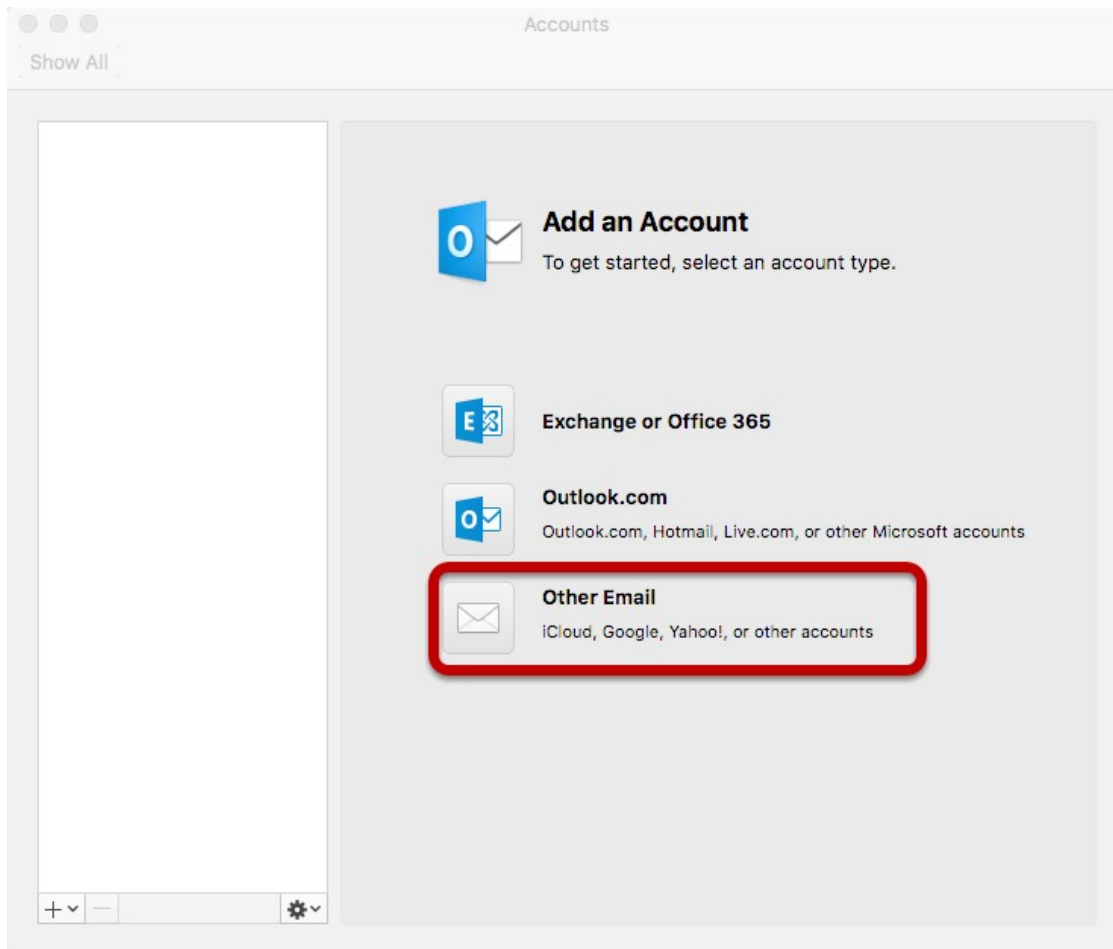 Accounts
Show All
Add an Account
To get started, select an account type.
Exchange or Office 365
Outlook.com
Outlook.com, Hotmail, Live.com, or other Microsoft accounts
Other Email
iCloud, Google, Yahoo!, or other accounts